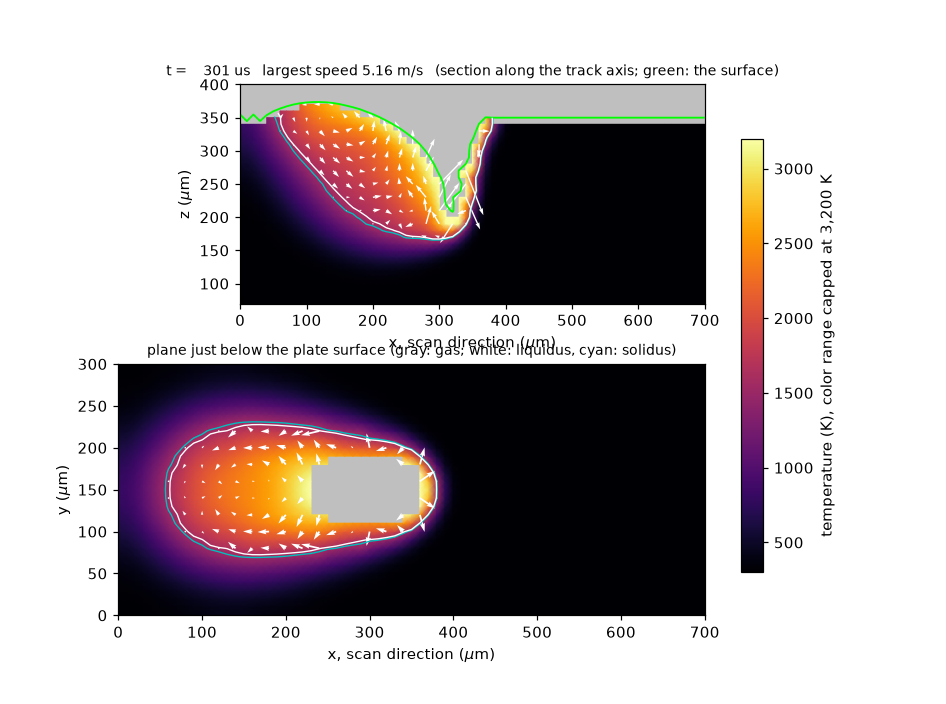 t =    301 us   largest speed 5.16 m/s   (section along the track axis; green: the surface)
400
350
300
250
200
150
100
z (μm)
0 100 200 300 400 500 600 700
x, scan direction (μm)
plane just below the plate surface (gray: gas; white: liquidus, cyan: solidus)
300
250
200
150
100
50
0
y (μm)
0 100 200 300 400 500 600 700
x, scan direction (μm)
3000
2500
2000
1500
1000
500
temperature (K), color range capped at 3,200 K